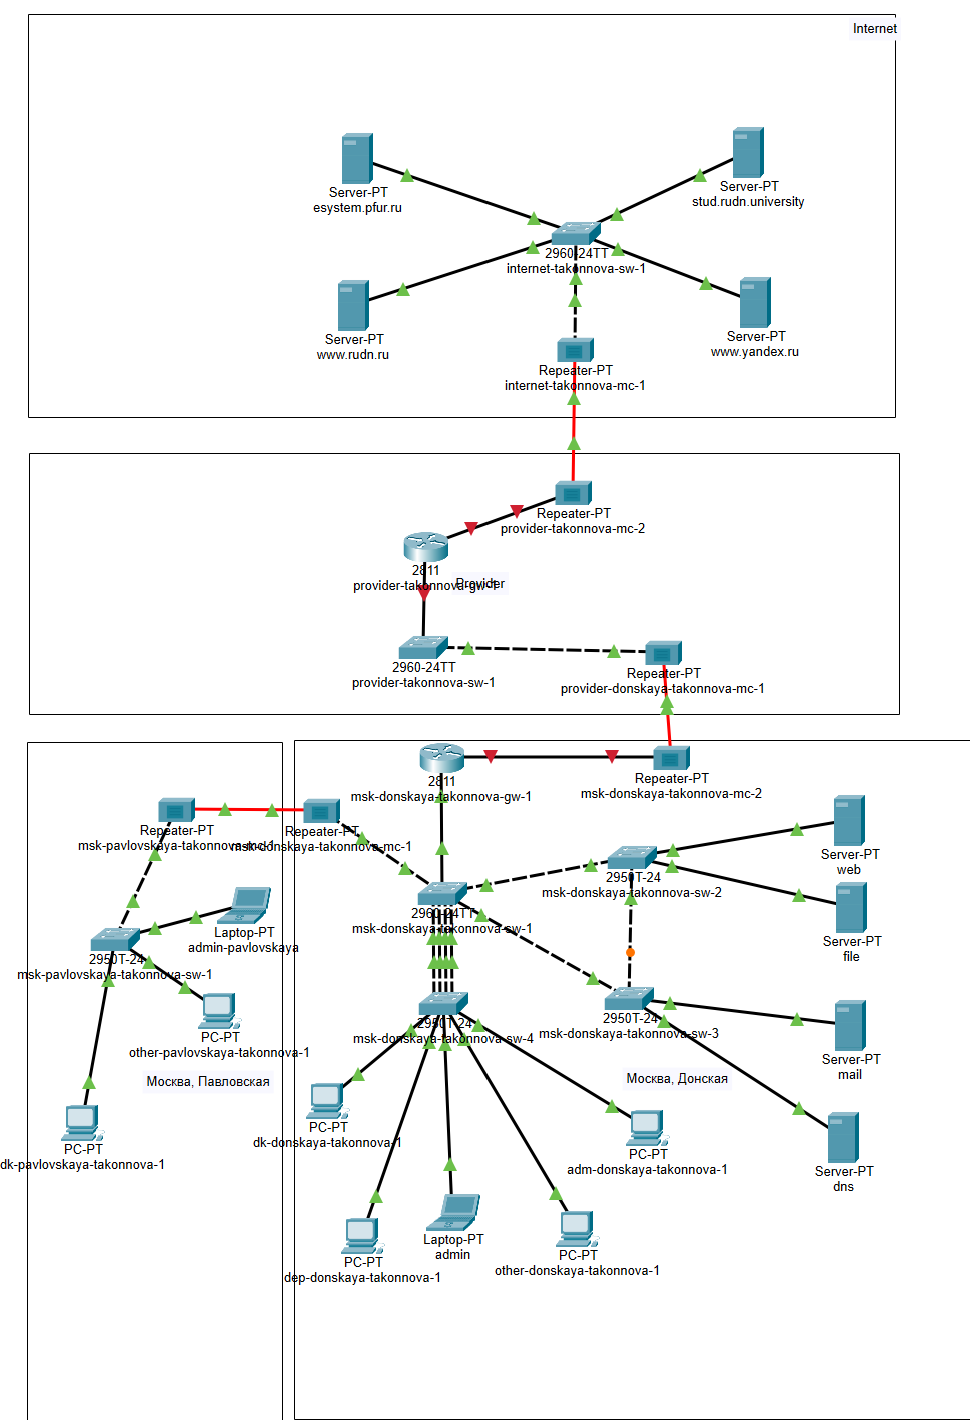 Internet
Server-PT
esystem.pfur.ru
Server-PT
stud.rudn.university
2960-24TT
internet-takonnova-sw-1
Server-PT
www.rudn.ru
Server-PT
www.yandex.ru
Repeater-PT
internet-takonnova-mc-1
Repeater-PT
provider-takonnova-mc-2
2811
provider-takonnova-gw-1
Provider
2960-24TT
provider-takonnova-sw-1
Repeater-PT
provider-donskaya-takonnova-mc-1
2811
msk-donskaya-takonnova-gw-1
Repeater-PT
msk-donskaya-takonnova-mc-2
Repeater-PT
msk-pavlovskaya-takonnova-mc-1
Repeater-PT
msk-donskaya-takonnova-mc-1
Server-PT
web
2950T-24
msk-donskaya-takonnova-sw-2
2960-24TT
msk-donskaya-takonnova-sw-1
Laptop-PT
admin-pavlovskaya
Server-PT
file
2950T-24
msk-pavlovskaya-takonnova-sw-1
2950T-24
msk-donskaya-takonnova-sw-4
2950T-24
msk-donskaya-takonnova-sw-3
PC-PT
other-pavlovskaya-takonnova-1
Server-PT
mail
Москва, Павловская
Москва, Донская
PC-PT
dk-pavlovskaya-takonnova-1
PC-PT
dk-donskaya-takonnova-1
PC-PT
adm-donskaya-takonnova-1
Server-PT
dns
PC-PT
dep-donskaya-takonnova-1
Laptop-PT
admin
PC-PT
other-donskaya-takonnova-1